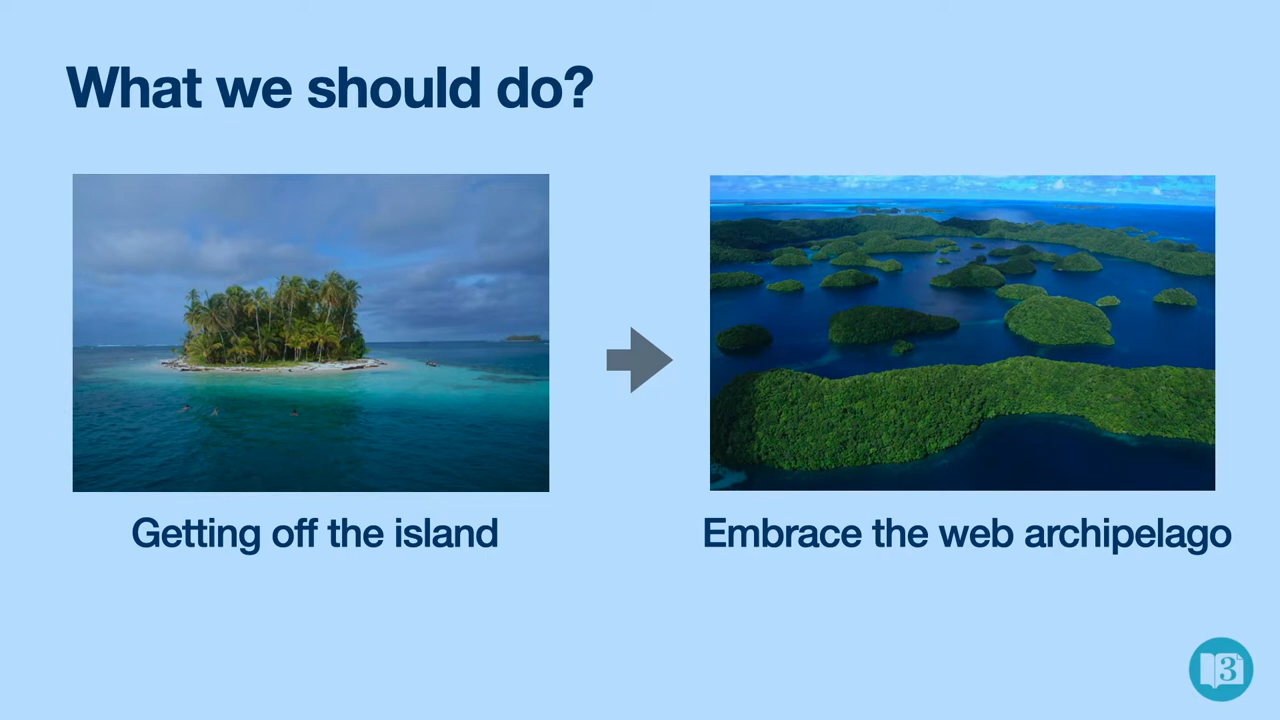 What we should do?
Getting off the island
Embrace the web archipelago
3